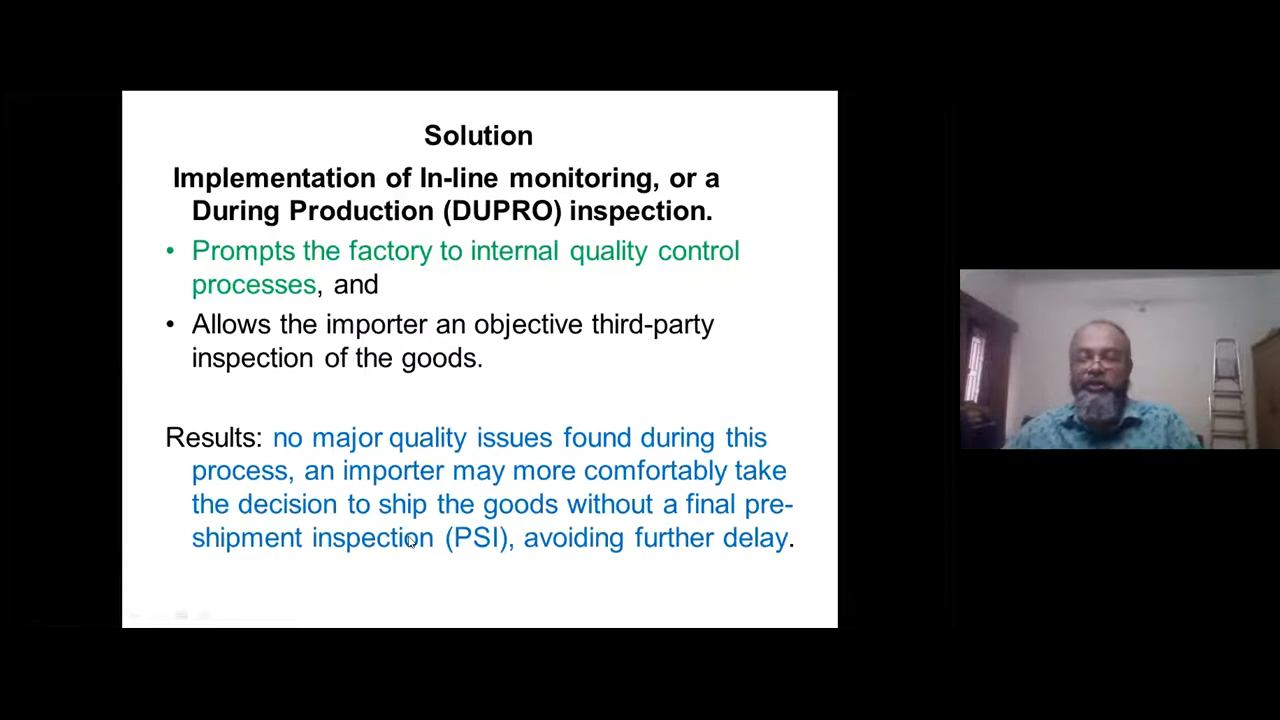 Solution
Implementation of In-line monitoring, or a
During Production (DUPRO) inspection.
• Prompts the factory to internal quality control
processes, and
• Allows the importer an objective third-party
inspection of the goods.
Results: no major quality issues found during this
process, an importer may more comfortably take
the decision to ship the goods without a final pre-
shipment inspection (PSI), avoiding further delay.